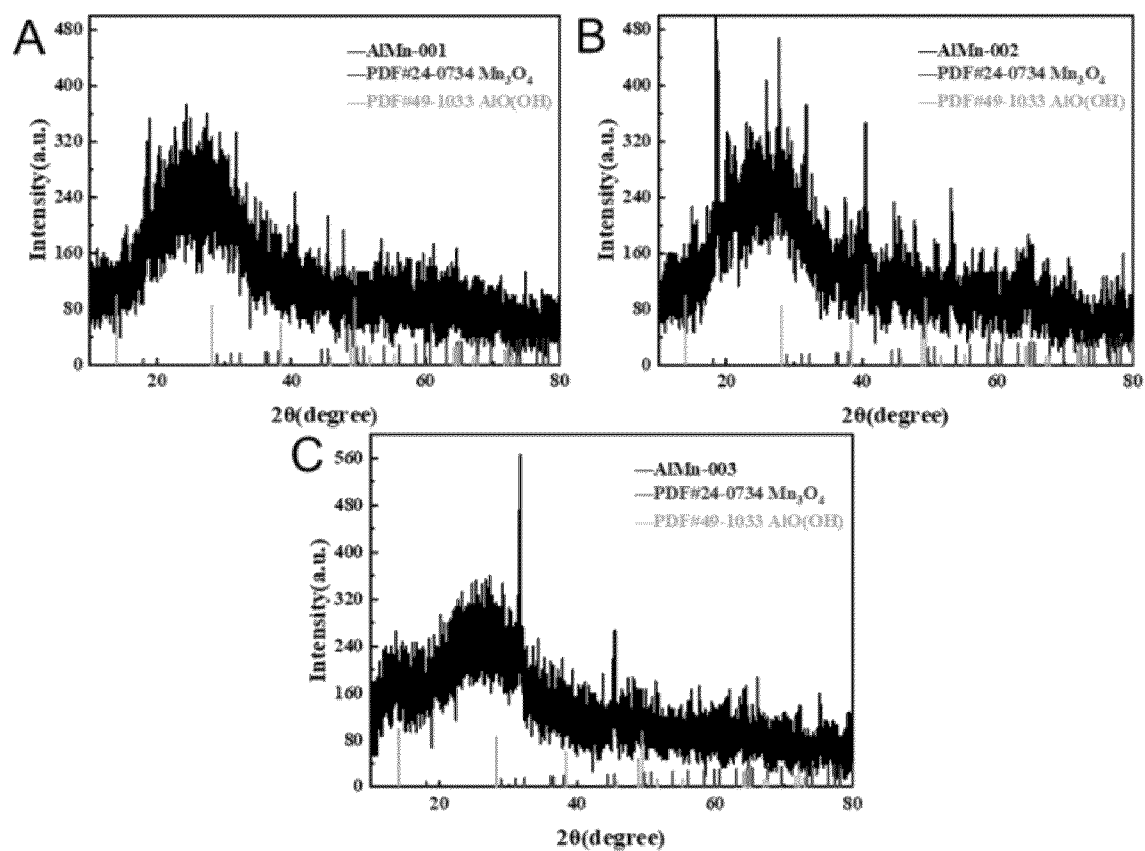 A
480
400
320
240
160
80
0
20
40
60
80
Intensity(a.u.)
2θ(degree)
AlMn-001
PDF#24-0734 Mn₃O₄
PDF#49-1033 AlO(OH)
B
480
400
320
240
160
80
0
20
40
60
80
Intensity(a.u.)
2θ(degree)
AlMn-002
PDF#24-0734 Mn₃O₄
PDF#49-1033 AlO(OH)
C
560
480
400
320
240
160
80
0
20
40
60
80
Intensity(a.u.)
2θ(degree)
AlMn-003
PDF#24-0734 Mn₃O₄
PDF#49-1033 AlO(OH)